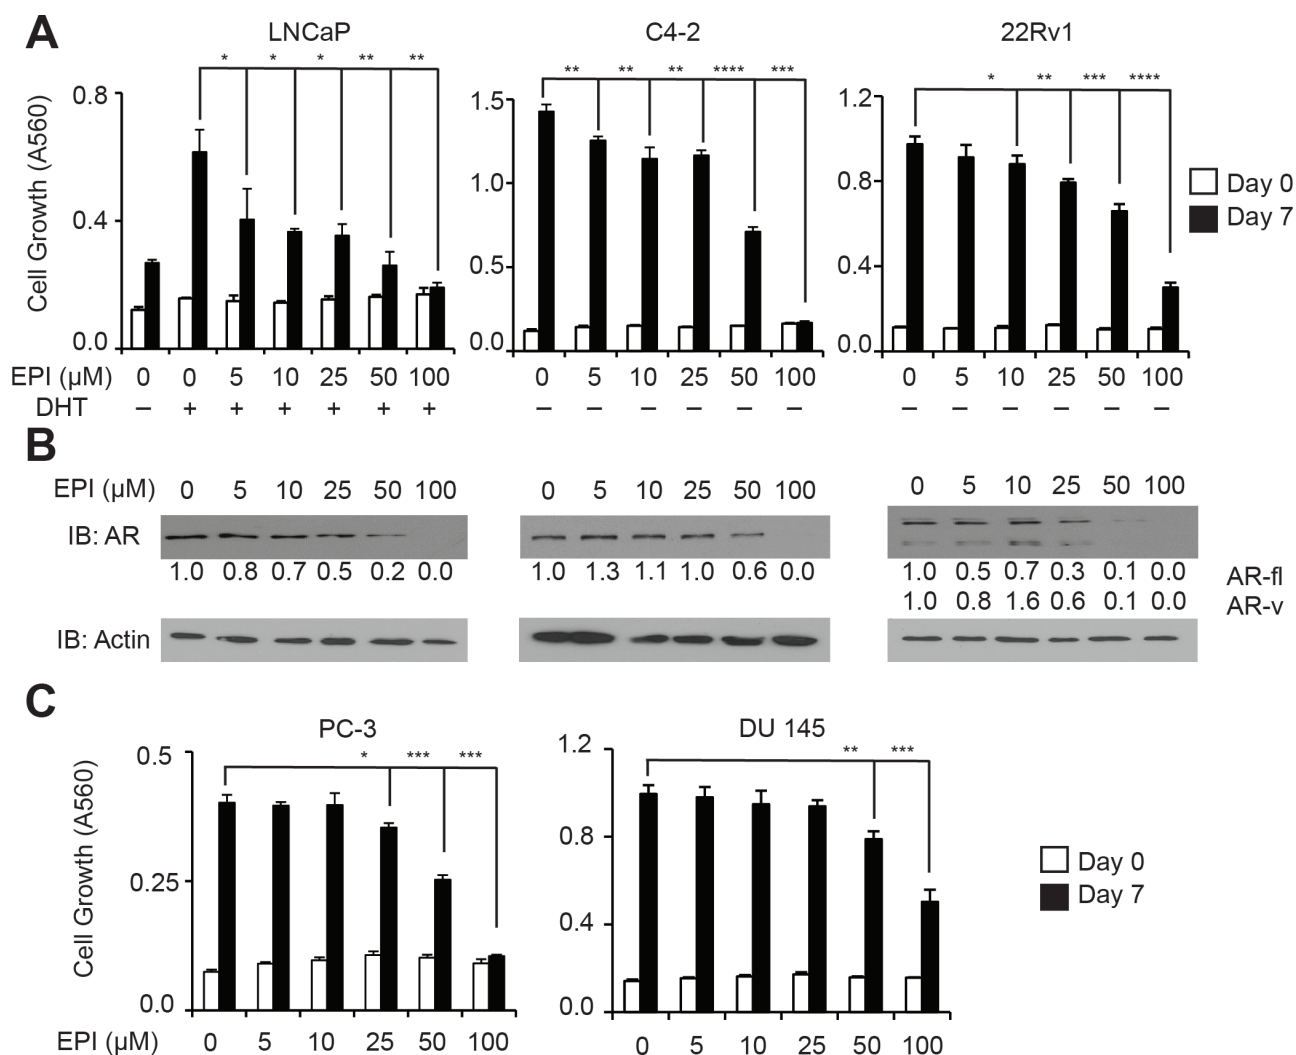 A
LNCaP C4-2 22Rv1
* * * ** ** ** ** ** **** *** * ** *** ****
Cell Growth (A560)
0.8 0.4 0.0
1.5 1.0 0.5 0.0
1.2 0.8 0.4 0.0
Day 0
Day 7
EPI (µM) 0 0 5 10 25 50 100 0 5 10 25 50 100 0 5 10 25 50 100
DHT – + + + + + + – – – – – – – – – – – –
B
EPI (µM) 0 5 10 25 50 100 0 5 10 25 50 100 0 5 10 25 50 100
IB: AR
1.0 0.8 0.7 0.5 0.2 0.0 1.0 1.3 1.1 1.0 0.6 0.0 1.0 0.5 0.7 0.3 0.1 0.0 AR-fl
1.0 0.8 1.6 0.6 0.1 0.0 AR-v
IB: Actin
C
PC-3 DU 145
* *** *** ** ***
Cell Growth (A560)
0.5 0.25 0.0
1.2 0.8 0.4 0.0
Day 0
Day 7
EPI (µM) 0 5 10 25 50 100 0 5 10 25 50 100